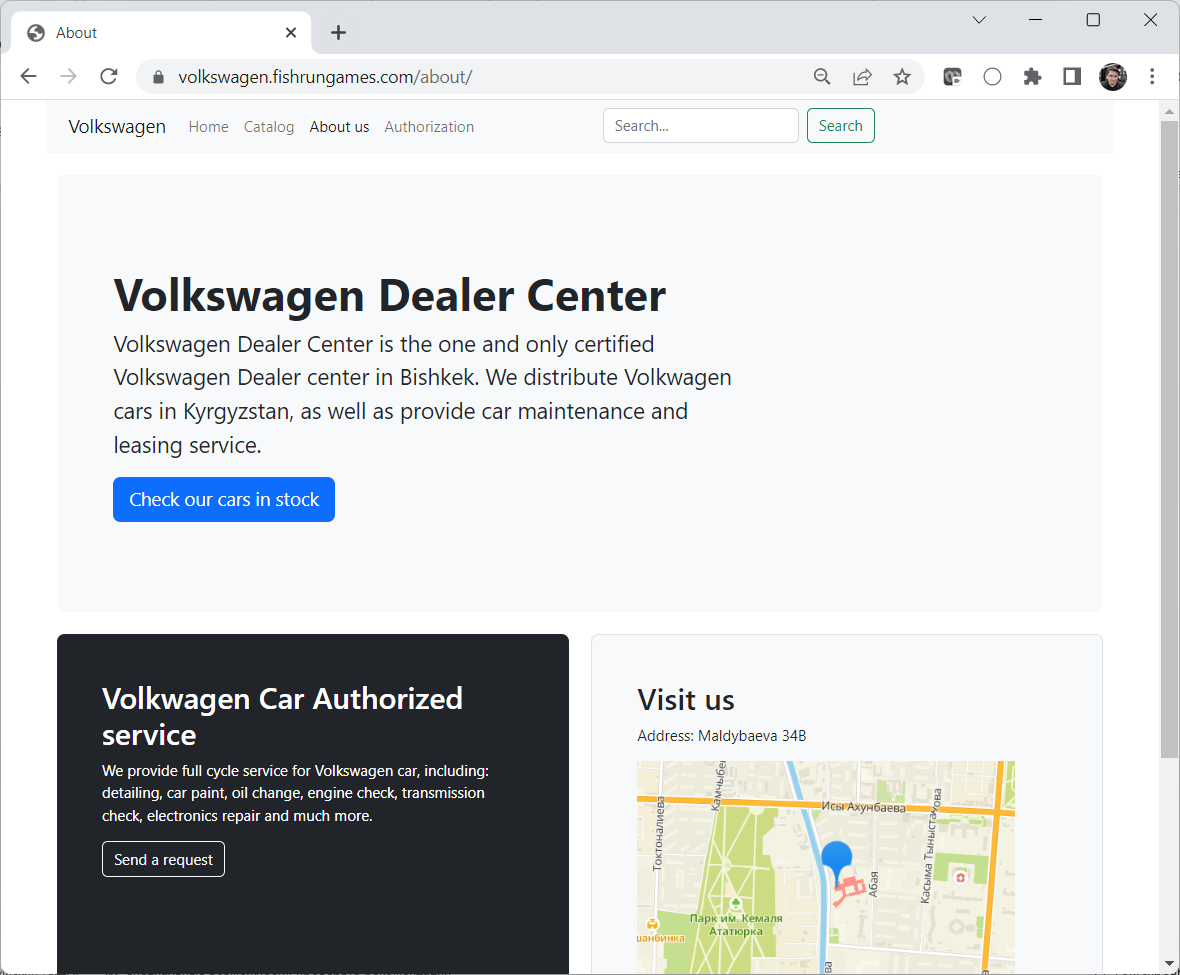 About
volkswagen.fishrungames.com/about/
Volkswagen Home Catalog About us Authorization Search... Search
Volkswagen Dealer Center
Volkswagen Dealer Center is the one and only certified
Volkswagen Dealer center in Bishkek. We distribute Volkwagen
cars in Kyrgyzstan, as well as provide car maintenance and
leasing service.
Check our cars in stock
Volkwagen Car Authorized
service
We provide full cycle service for Volkswagen car, including:
detailing, car paint, oil change, engine check, transmission
check, electronics repair and much more.
Send a request
Visit us
Address: Maldybaeva 34B
Камчыбек
Исы Ахунбаева
Токтоналиева
Касыма Тыныстанова
Абая
Парк им. Кемаля
Ататюрка